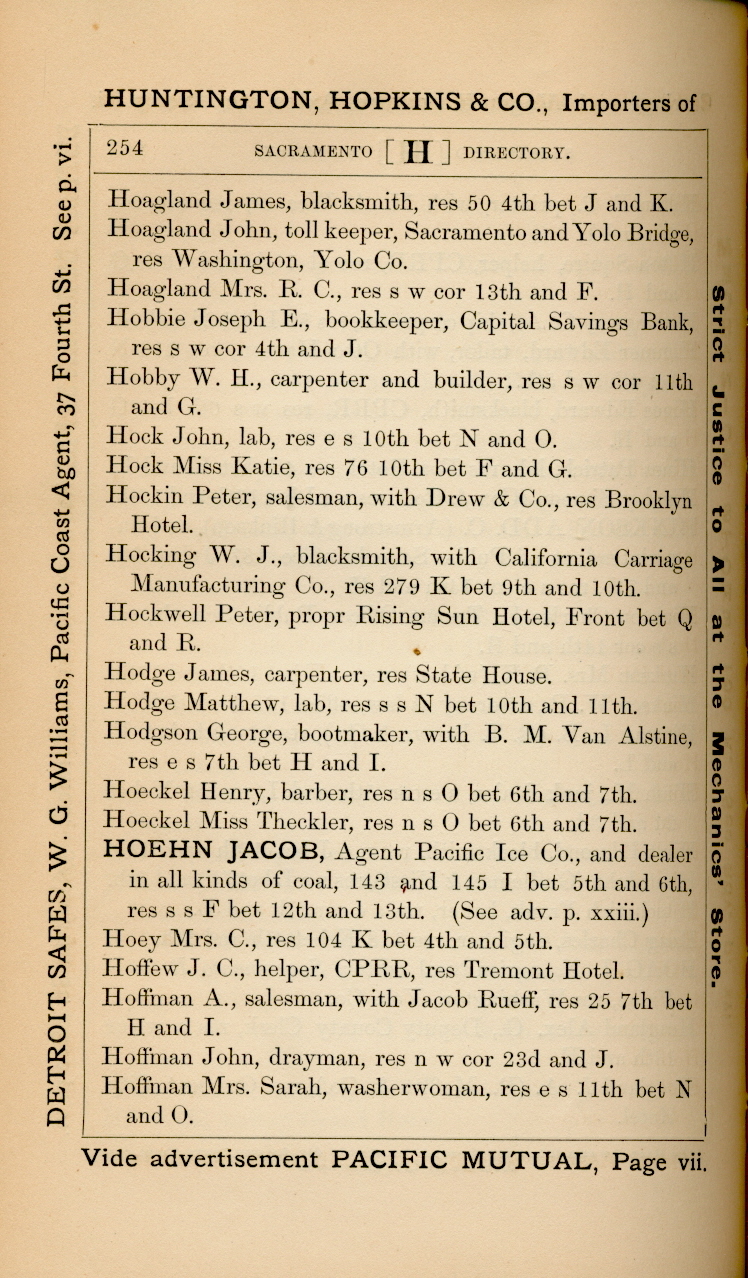 HUNTINGTON, HOPKINS & CO., Importers of
254 SACRAMENTO [ H ] DIRECTORY.
Hoagland James, blacksmith, res 50 4th bet J and K.
Hoagland John, toll keeper, Sacramento and Yolo Bridge,
res Washington, Yolo Co.
Hoagland Mrs. R. C., res s w cor 13th and F.
Hobbie Joseph E., bookkeeper, Capital Savings Bank,
res s w cor 4th and J.
Hobby W. H., carpenter and builder, res s w cor 11th
and G.
Hock John, lab, res e s 10th bet N and O.
Hock Miss Katie, res 76 10th bet F and G.
Hockin Peter, salesman, with Drew & Co., res Brooklyn
Hotel.
Hocking W. J., blacksmith, with California Carriage
Manufacturing Co., res 279 K bet 9th and 10th.
Hockwell Peter, propr Rising Sun Hotel, Front bet Q
and R.
Hodge James, carpenter, res State House.
Hodge Matthew, lab, res s s N bet 10th and 11th.
Hodgson George, bootmaker, with B. M. Van Alstine,
res e s 7th bet H and I.
Hoeckel Henry, barber, res n s O bet 6th and 7th.
Hoeckel Miss Theckler, res n s O bet 6th and 7th.
HOEHN JACOB, Agent Pacific Ice Co., and dealer
in all kinds of coal, 143 and 145 I bet 5th and 6th,
res s s F bet 12th and 13th. (See adv. p. xxiii.)
Hoey Mrs. C., res 104 K bet 4th and 5th.
Hoffew J. C., helper, CPRR, res Tremont Hotel.
Hoffman A., salesman, with Jacob Rueff, res 25 7th bet
H and I.
Hoffman John, drayman, res n w cor 23d and J.
Hoffman Mrs. Sarah, washerwoman, res e s 11th bet N
and O.
Vide advertisement PACIFIC MUTUAL, Page vii.
DETROIT SAFES, W. G. Williams, Pacific Coast Agent, 37 Fourth St. See p. vi.
Strict Justice to All at the Mechanics' Store.